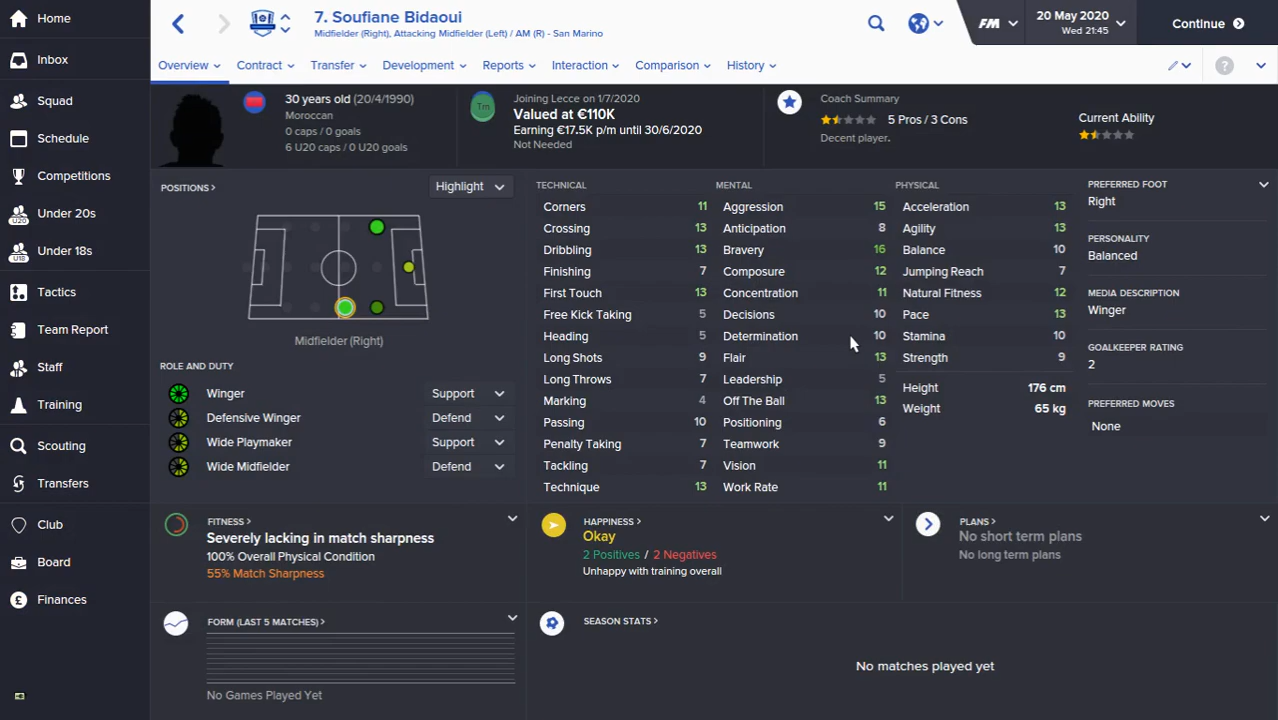 Home
Inbox
Squad
Schedule
Competitions
U20
Under 20s
U18
Under 18s
Tactics
Team Report
Staff
Training
Scouting
Transfers
Club
Board
£ Finances
7. Soufiane Bidaoui
Midfielder (Right), Attacking Midfielder (Left) / AM (R) - San Marino
FM
20 May 2020
Wed 21:45
Continue
Overview Contract Transfer Development Reports Interaction Comparison History
?
30 years old (20/4/1990)
Moroccan
0 caps / 0 goals
6 U20 caps / 0 U20 goals
Tm
Joining Lecce on 1/7/2020
Valued at €110K
Earning €17.5K p/m until 30/6/2020
Not Needed
Coach Summary
5 Pros / 3 Cons
Decent player.
Current Ability
POSITIONS >
Highlight
Midfielder (Right)
ROLE AND DUTY
Winger Support
Defensive Winger Defend
Wide Playmaker Support
Wide Midfielder Defend
TECHNICAL
Corners 11
Crossing 13
Dribbling 13
Finishing 7
First Touch 13
Free Kick Taking 5
Heading 5
Long Shots 9
Long Throws 7
Marking 4
Passing 10
Penalty Taking 7
Tackling 7
Technique 13
MENTAL
Aggression 15
Anticipation 8
Bravery 16
Composure 12
Concentration 11
Decisions 10
Determination 10
Flair 13
Leadership 5
Off The Ball 13
Positioning 6
Teamwork 9
Vision 11
Work Rate 11
PHYSICAL
Acceleration 13
Agility 13
Balance 10
Jumping Reach 7
Natural Fitness 12
Pace 13
Stamina 10
Strength 9
Height 176 cm
Weight 65 kg
PREFERRED FOOT
Right
PERSONALITY
Balanced
MEDIA DESCRIPTION
Winger
GOALKEEPER RATING
2
PREFERRED MOVES
None
FITNESS >
Severely lacking in match sharpness
100% Overall Physical Condition
55% Match Sharpness
HAPPINESS >
Okay
2 Positives / 2 Negatives
Unhappy with training overall
PLANS >
No short term plans
No long term plans
FORM (LAST 5 MATCHES) >
No Games Played Yet
SEASON STATS >
No matches played yet